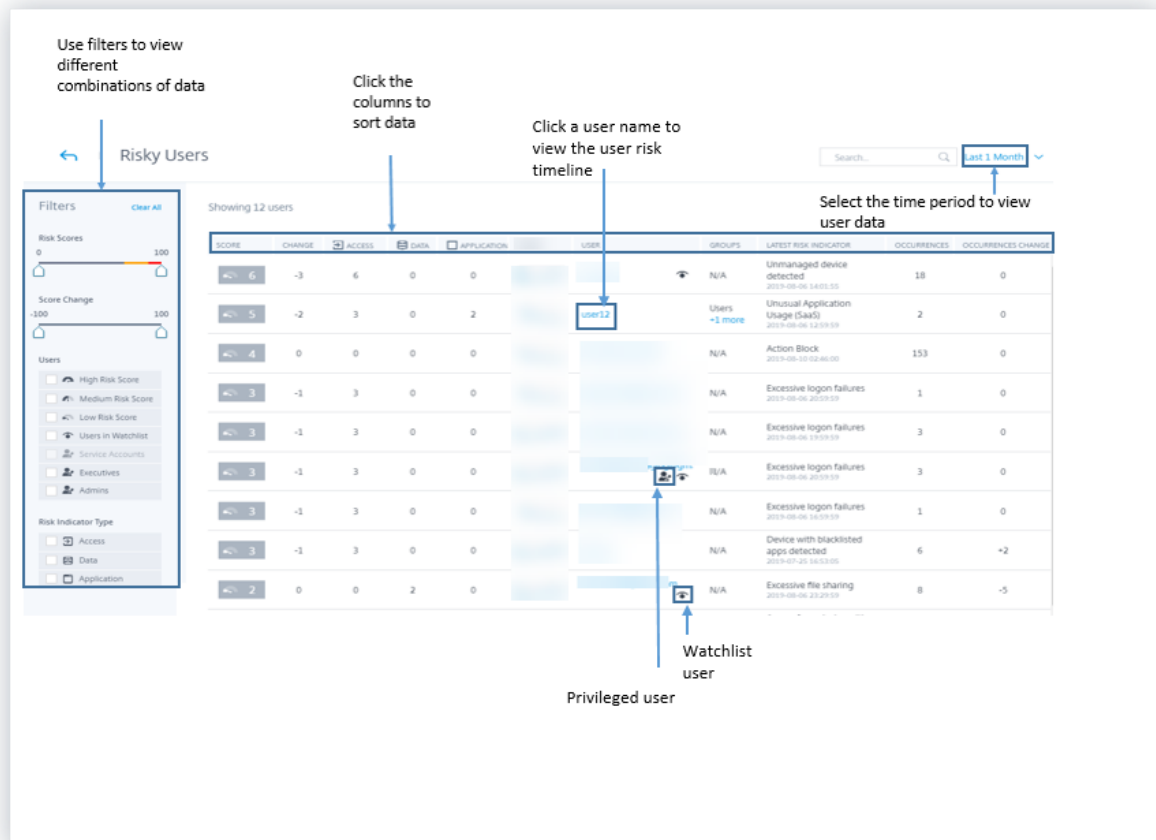 Use filters to view
different
combinations of data
Click the
columns to
sort data
Click a user name to
view the user risk
timeline
Risky Users
Search...
Last 1 Month
Select the time period to view
user data
Filters
Clear All
Risk Scores
0 100
Score Change
-100 100
Users
High Risk Score
Medium Risk Score
Low Risk Score
Users in Watchlist
Service Accounts
Executives
Admins
Risk Indicator Type
Access
Data
Application
Showing 12 users
SCORE CHANGE ACCESS DATA APPLICATION USER GROUPS LATEST RISK INDICATOR OCCURRENCES OCCURRENCES CHANGE
6 -3 6 0 0 N/A Unmanaged device 18 0
detected
2019-08-06 14:01:55
5 -2 3 0 2 user12 Users Unusual Application 2 0
+1 more Usage (SaaS)
2019-08-06 12:59:59
4 0 0 0 0 N/A Action Block 153 0
2019-08-10 02:46:00
3 -1 3 0 0 N/A Excessive logon failures 1 0
2019-08-06 20:59:59
3 -1 3 0 0 N/A Excessive logon failures 3 0
2019-08-06 19:59:59
3 -1 3 0 0 N/A Excessive logon failures 3 0
2019-08-06 20:59:59
3 -1 3 0 0 N/A Excessive logon failures 1 0
2019-08-06 16:59:59
3 -1 3 0 0 N/A Device with blacklisted 6 +2
apps detected
2019-07-25 16:53:05
2 0 0 2 0 N/A Excessive file sharing 8 -5
2019-08-06 23:29:59
Watchlist
user
Privileged user